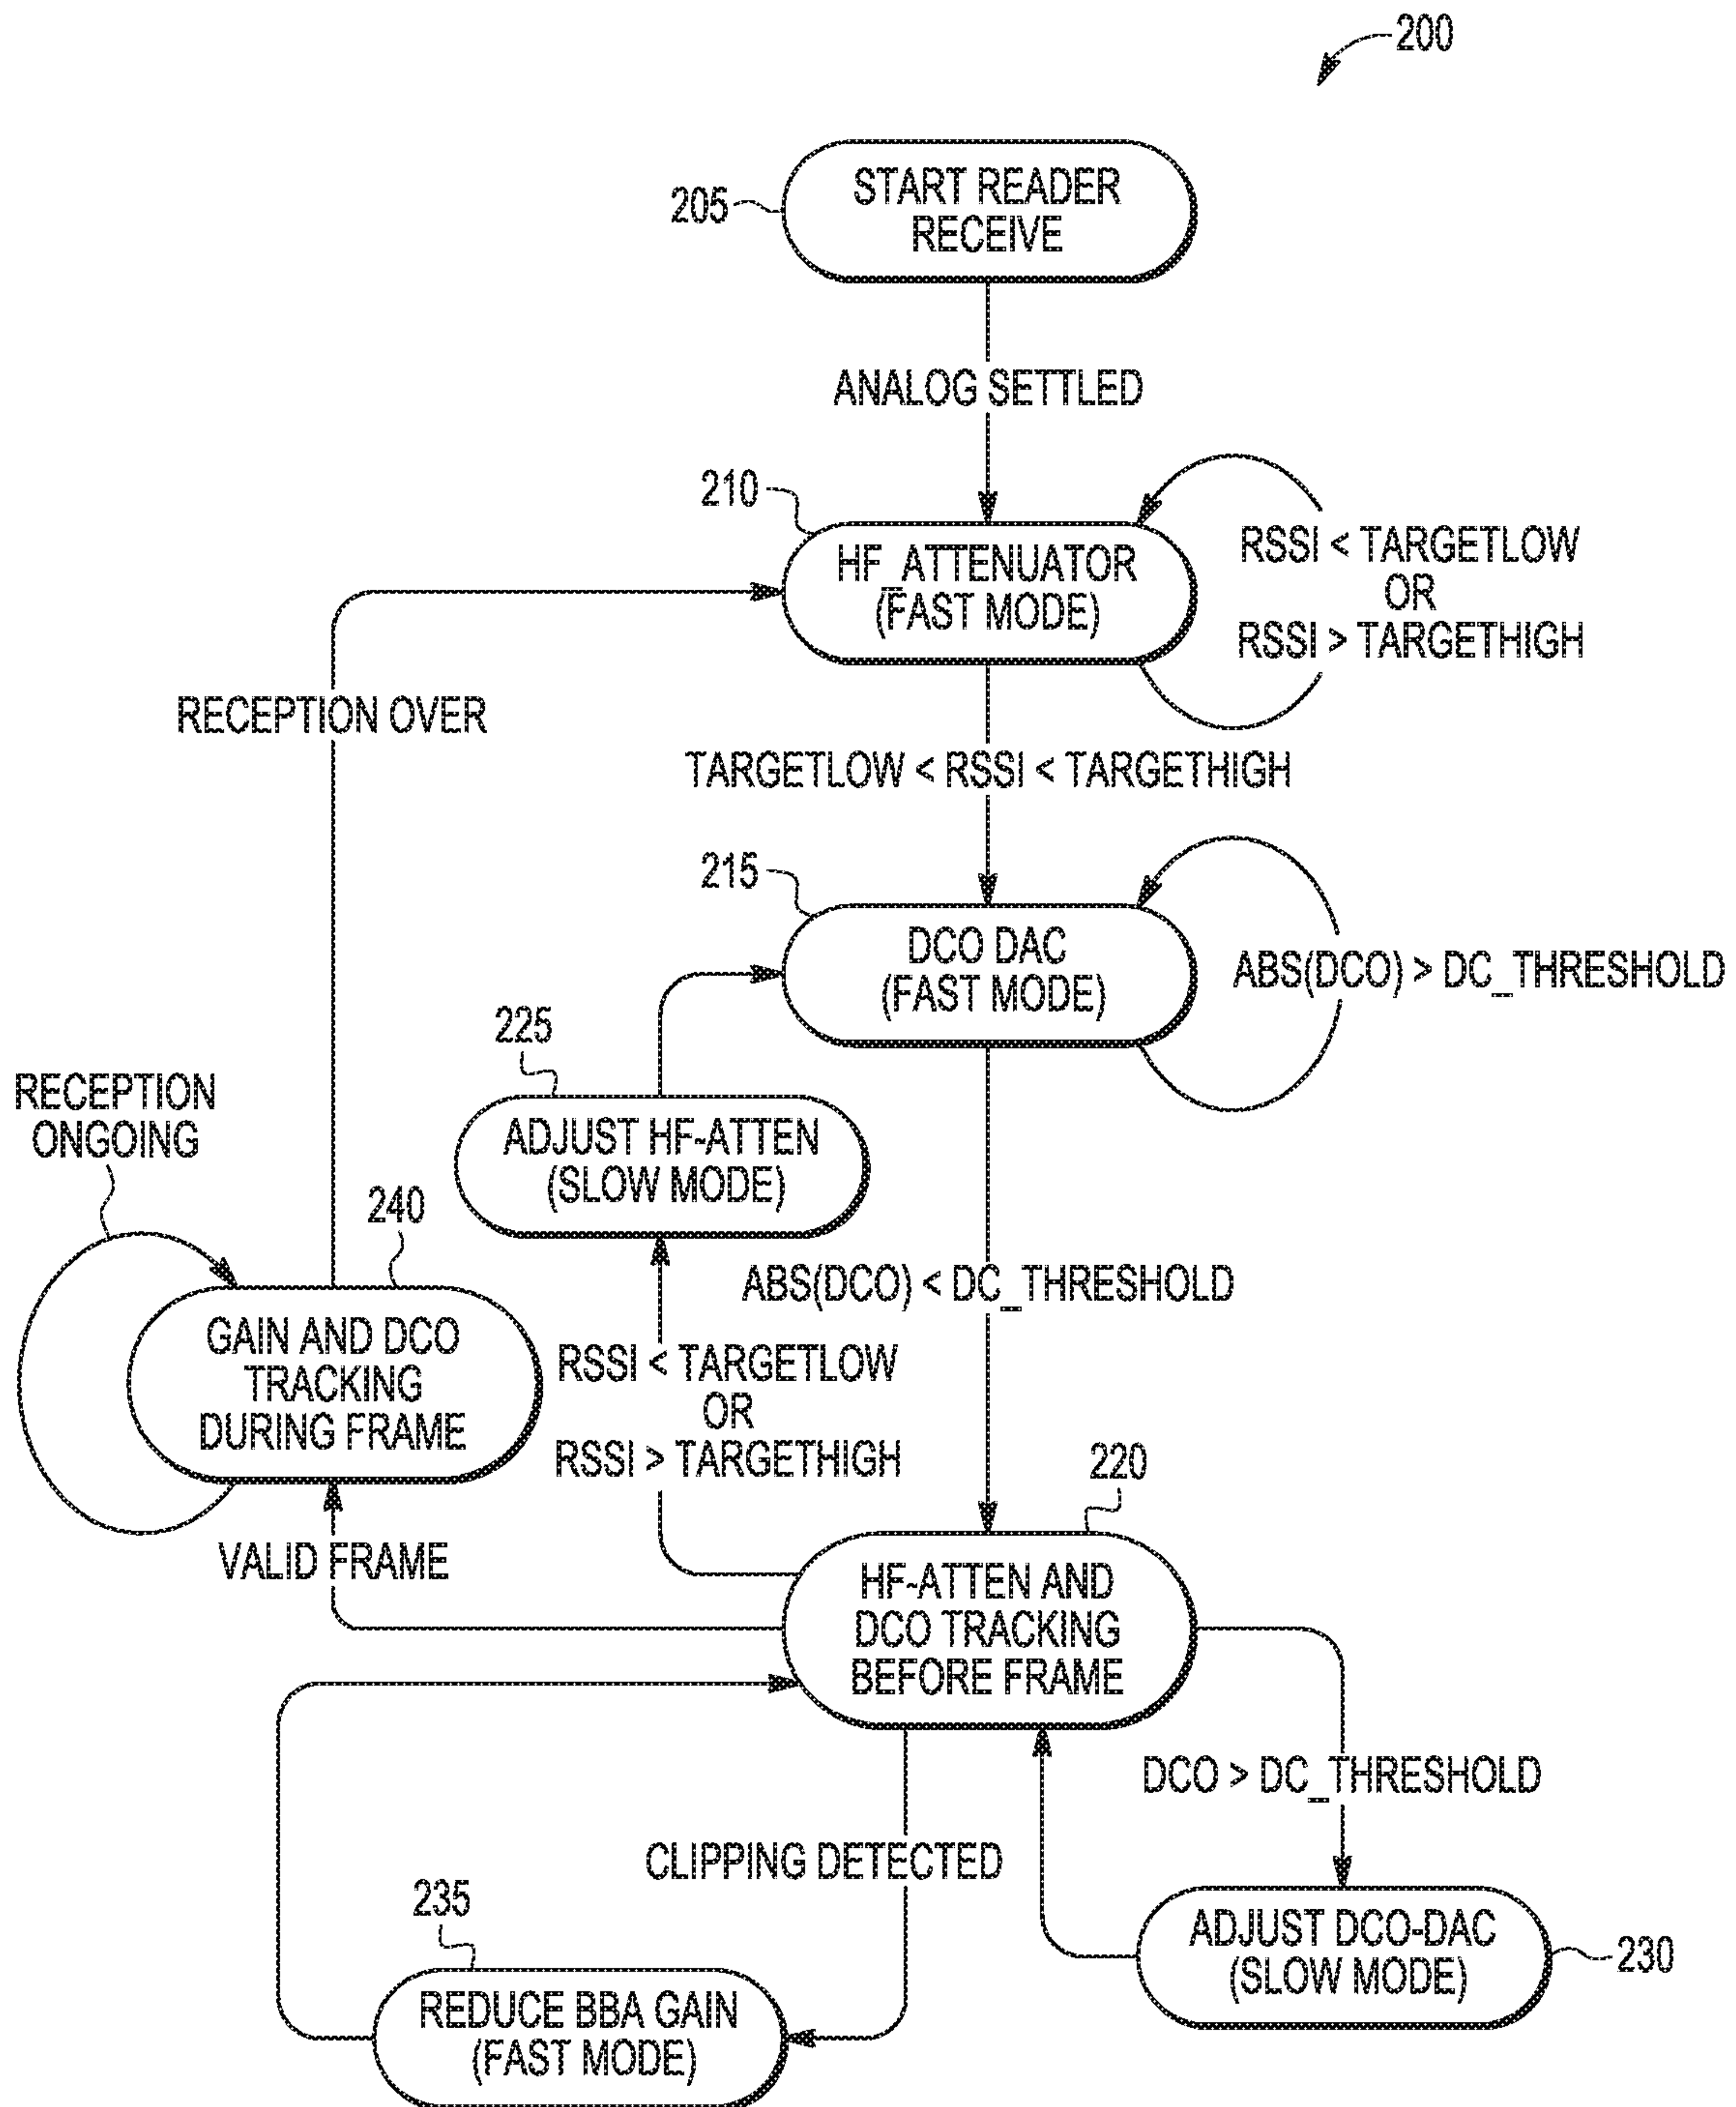 200
205
START READER
RECEIVE
ANALOG SETTLED
210
HF_ATTENUATOR
(FAST MODE)
RSSI < TARGETLOW
OR
RSSI > TARGETHIGH
RECEPTION OVER
TARGETLOW < RSSI < TARGETHIGH
215
DCO DAC
(FAST MODE)
ABS(DCO) > DC_THRESHOLD
225
ADJUST HF-ATTEN
(SLOW MODE)
RECEPTION
ONGOING
240
GAIN AND DCO
TRACKING
DURING FRAME
ABS(DCO) < DC_THRESHOLD
RSSI < TARGETLOW
OR
RSSI > TARGETHIGH
220
VALID FRAME
HF-ATTEN AND
DCO TRACKING
BEFORE FRAME
DCO > DC_THRESHOLD
CLIPPING DETECTED
235
REDUCE BBA GAIN
(FAST MODE)
ADJUST DCO-DAC
(SLOW MODE)
230